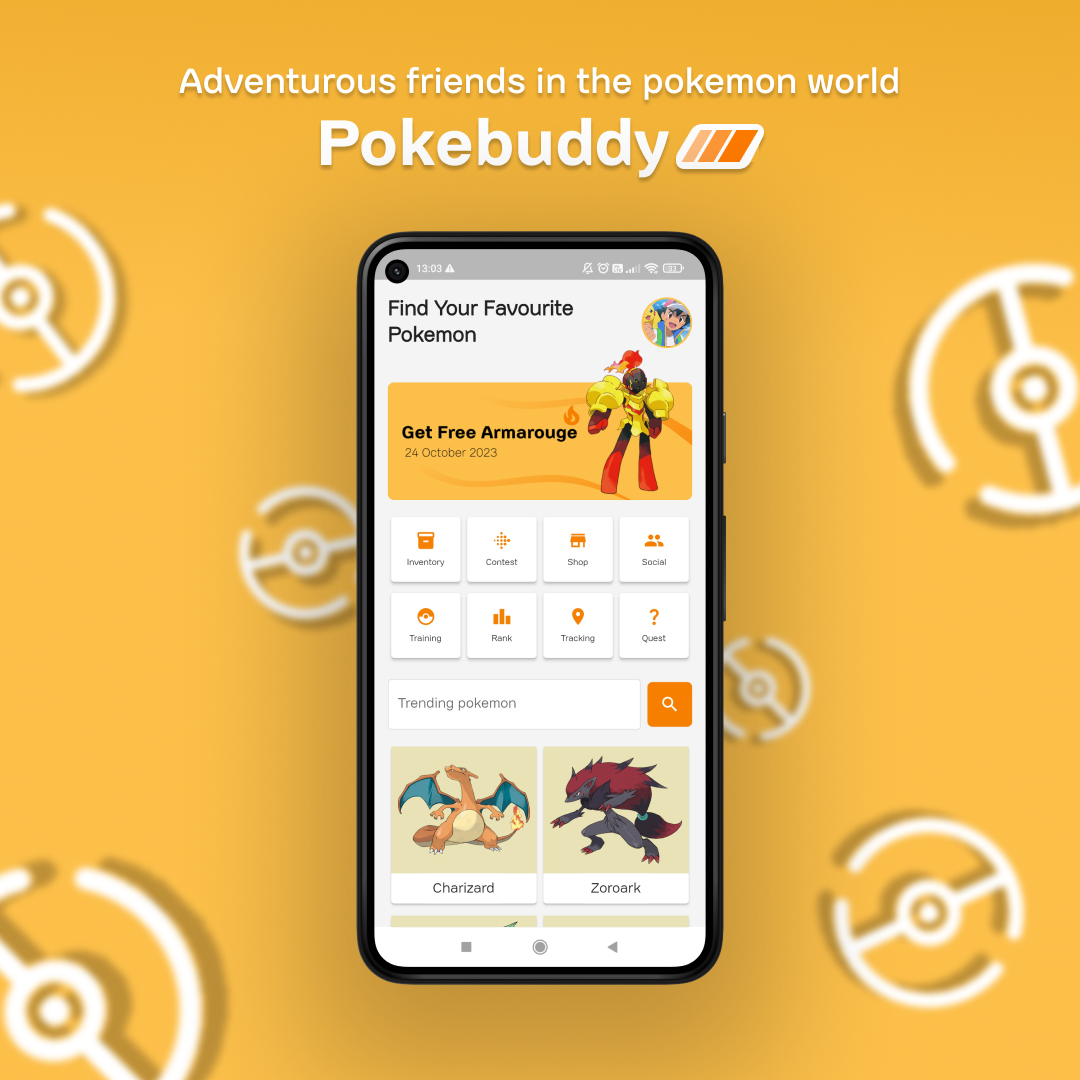 Adventurous friends in the pokemon world
Pokebuddy
13:03
Find Your Favourite
Pokemon
Get Free Armarouge
24 October 2023
Inventory
Contest
Shop
Social
Training
Rank
Tracking
Quest
Trending pokemon
Charizard
Zoroark